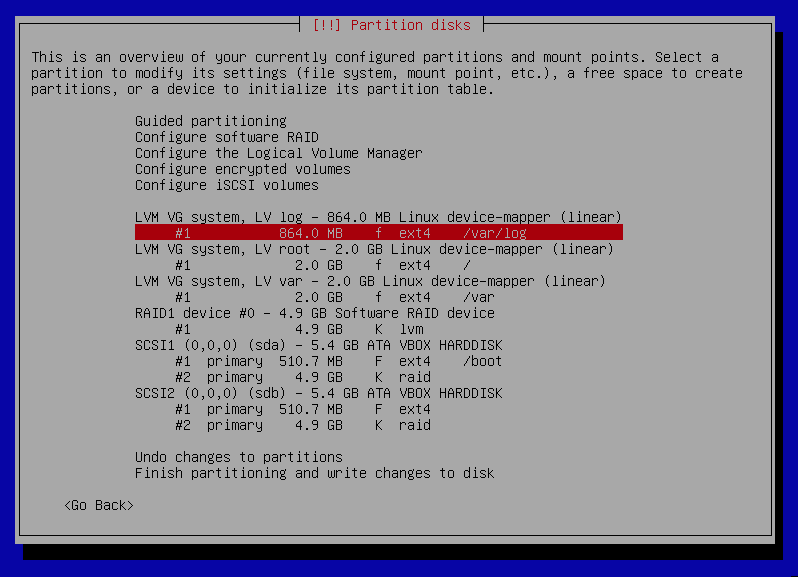 [!!] Partition disks
This is an overview of your currently configured partitions and mount points. Select a
partition to modify its settings (file system, mount point, etc.), a free space to create
partitions, or a device to initialize its partition table.
Guided partitioning
Configure software RAID
Configure the Logical Volume Manager
Configure encrypted volumes
Configure iSCSI volumes
LVM VG system, LV log - 864.0 MB Linux device-mapper (linear)
#1 864.0 MB f ext4 /var/log
LVM VG system, LV root - 2.0 GB Linux device-mapper (linear)
#1 2.0 GB f ext4 /
LVM VG system, LV var - 2.0 GB Linux device-mapper (linear)
#1 2.0 GB f ext4 /var
RAID1 device #0 - 4.9 GB Software RAID device
#1 4.9 GB K lvm
SCSI1 (0,0,0) (sda) - 5.4 GB ATA VBOX HARDDISK
#1 primary 510.7 MB F ext4 /boot
#2 primary 4.9 GB K raid
SCSI2 (0,0,0) (sdb) - 5.4 GB ATA VBOX HARDDISK
#1 primary 510.7 MB F ext4
#2 primary 4.9 GB K raid
Undo changes to partitions
Finish partitioning and write changes to disk
<Go Back>